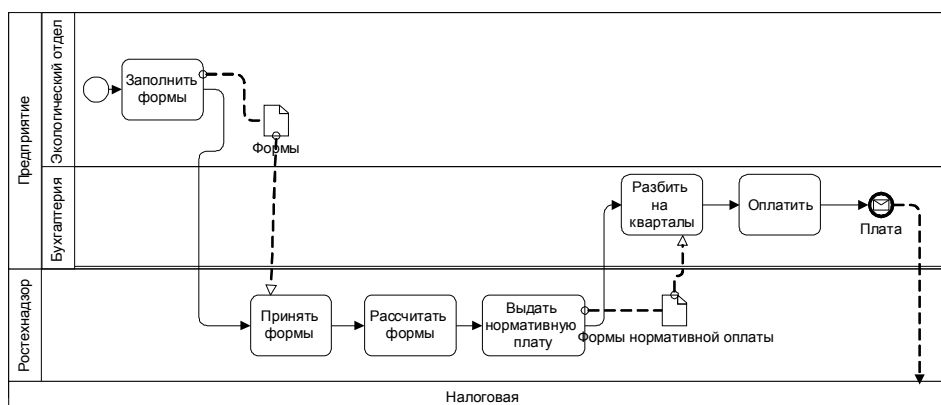 Предприятие
Экологический отдел
Заполнить
формы
Формы
Бухгалтерия
Разбить
на
кварталы
Оплатить
Плата
Ростехнадзор
Принять
формы
Рассчитать
формы
Выдать
нормативную
плату
Формы нормативной оплаты
Налоговая